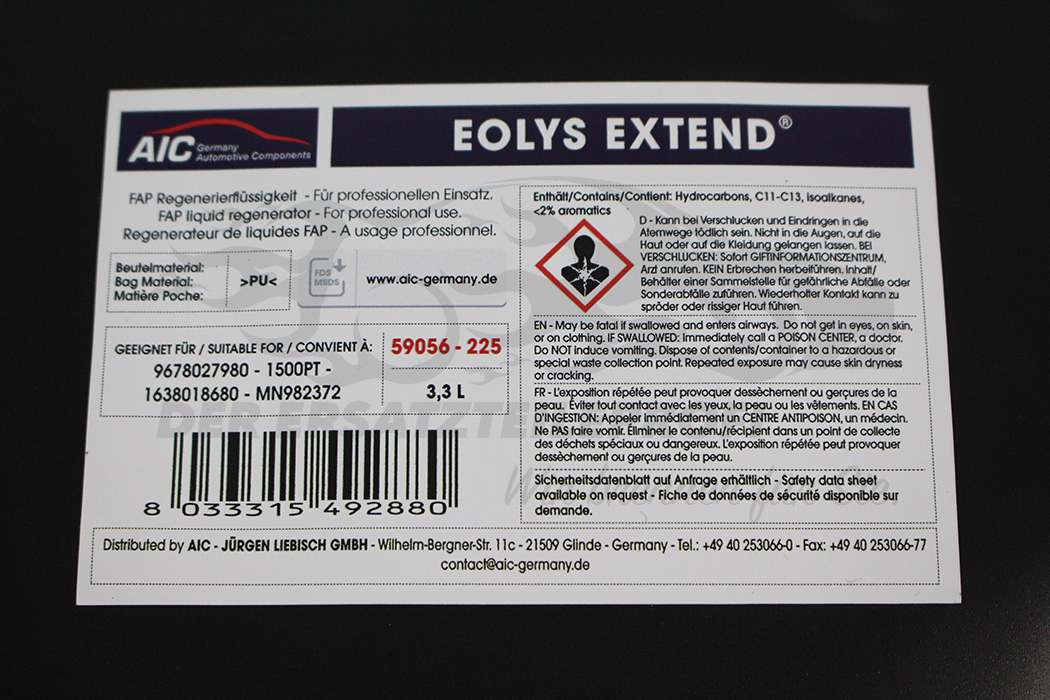 AIC Germany Automotive Components
EOLYS EXTEND®
FAP Regenerierflüssigkeit - Für professionellen Einsatz.
FAP liquid regenerator - For professional use.
Regenerateur de liquides FAP - A usage professionnel.
Beutelmaterial:
Bag Material:
Matière Poche:
>PU<
FDS
MSDS
www.aic-germany.de
GEEIGNET FÜR / SUITABLE FOR / CONVIENT À:
9678027980 - 1500PT -
1638018680 - MN982372
59056 - 225
3,3 L
8 033315 492880
Enthält/Contains/Contient: Hydrocarbons, C11-C13, isoalkanes,
<2% aromatics
D - Kann bei Verschlucken und Eindringen in die
Atemwege tödlich sein. Nicht in die Augen, auf die
Haut oder auf die Kleidung gelangen lassen. BEI
VERSCHLUCKEN: Sofort GIFTINFORMATIONSZENTRUM,
Arzt anrufen. KEIN Erbrechen herbeiführen. Inhalt/
Behälter einer Sammelstelle für gefährliche Abfälle oder
Sonderabfälle zuführen. Wiederholter Kontakt kann zu
spröder oder rissiger Haut führen.
EN - May be fatal if swallowed and enters airways. Do not get in eyes, on skin,
or on clothing. IF SWALLOWED: Immediately call a POISON CENTER, a doctor.
Do NOT induce vomiting. Dispose of contents/container to a hazardous or
special waste collection point. Repeated exposure may cause skin dryness
or cracking.
FR - L'exposition répétée peut provoquer dessèchement ou gerçures de la
peau. Éviter tout contact avec les yeux, la peau ou les vêtements. EN CAS
D'INGESTION: Appeler immédiatement un CENTRE ANTIPOISON, un médecin.
Ne PAS faire vomir. Éliminer le contenu/récipient dans un point de collecte
des déchets spéciaux ou dangereux. L'exposition répétée peut provoquer
dessèchement ou gerçures de la peau.
Sicherheitsdatenblatt auf Anfrage erhältlich - Safety data sheet
available on request - Fiche de données de sécurité disponible sur
demande.
Distributed by AIC - JÜRGEN LIEBISCH GMBH - Wilhelm-Bergner-Str. 11c - 21509 Glinde - Germany - Tel.: +49 40 253066-0 - Fax: +49 40 253066-77
contact@aic-germany.de
DER